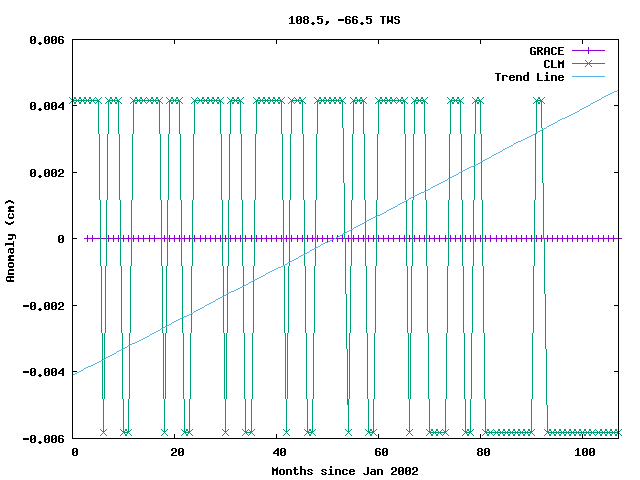 108.5, -66.5 TWS
0.006
GRACE
CLM
Trend Line
0.004
0.002
0
-0.002
-0.004
-0.006
Anomaly (cm)
0 20 40 60 80 100
Months since Jan 2002